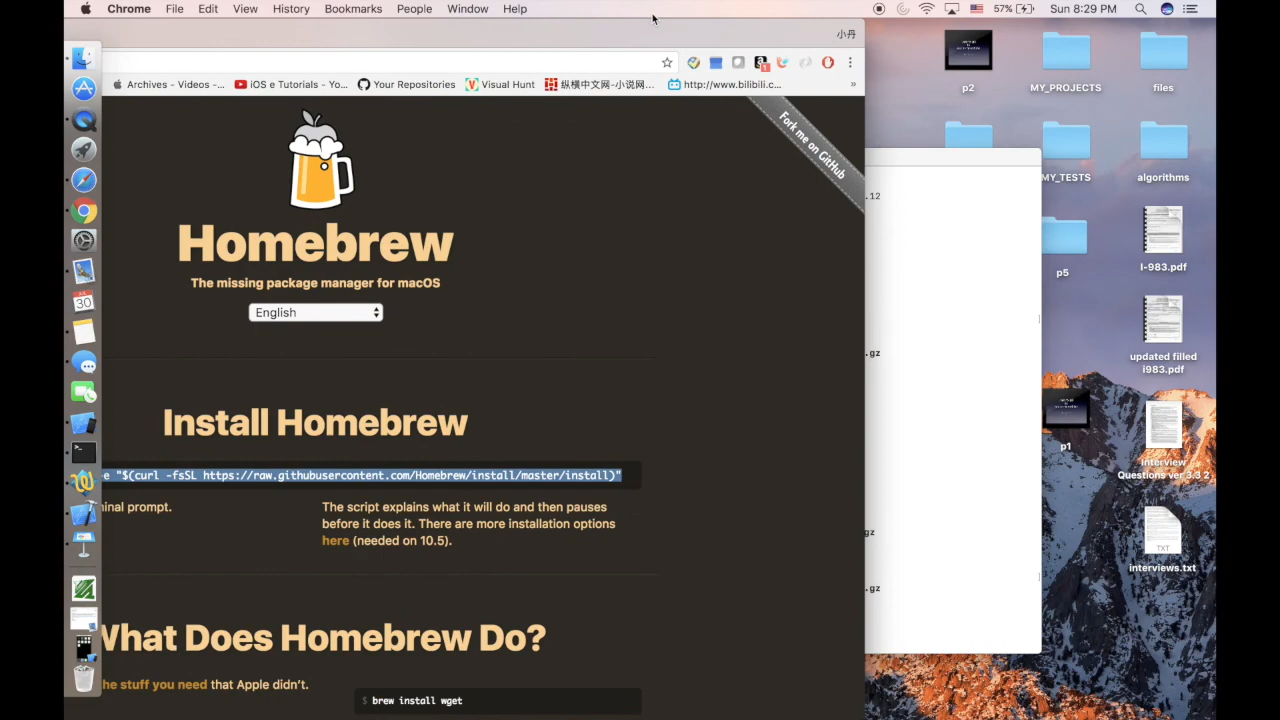 Chrome File Edit View History Bookmarks People Window Help 57% Sun 8:29 PM
小丹
Archives - Videos -... iOS e Tutorials - Yo... Your Repositories Visual Hunt 纵横中文网-小说网... http://www.bilibili.c... »
Fork me on GitHub
Homebrew
The missing package manager for macOS
English
Install Homebrew
e "$(curl -fsSL https://raw.githubusercontent.com/Homebrew/install/master/install)"
inal prompt.
The script explains what it will do and then pauses
before it does it. There are more installation options
here (needed on 10.5).
What Does Homebrew Do?
he stuff you need that Apple didn't.
$ brew install wget
30
.12
.gz
gz
.gz
p2
MY_PROJECTS
files
MY_TESTS
algorithms
p5
I-983.pdf
updated filled
i983.pdf
p1
Interview
Questions ver 3.3 2
TXT
interviews.txt